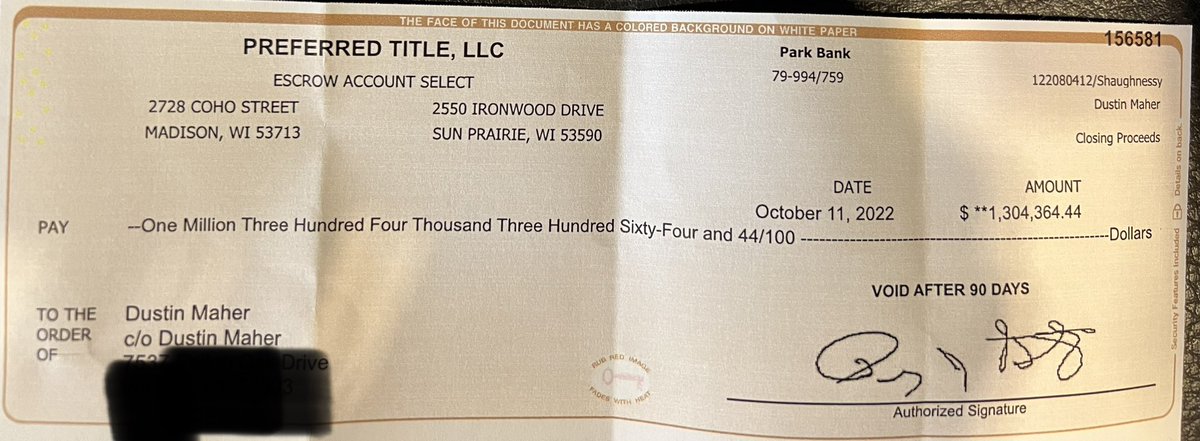 THE FACE OF THIS DOCUMENT HAS A COLORED BACKGROUND ON WHITE PAPER
156581
PREFERRED TITLE, LLC
ESCROW ACCOUNT SELECT
2728 COHO STREET
MADISON, WI 53713
2550 IRONWOOD DRIVE
SUN PRAIRIE, WI 53590
Park Bank
79-994/759
122080412/Shaughnessy
Dustin Maher
Closing Proceeds
DATE
October 11, 2022
AMOUNT
$ **1,304,364.44
PAY --One Million Three Hundred Four Thousand Three Hundred Sixty-Four and 44/100 ----------Dollars
VOID AFTER 90 DAYS
TO THE
ORDER
OF
Dustin Maher
c/o Dustin Maher
Drive
3
RUB RED IMAGE
FADES WITH HEAT
Authorized Signature
Security Features Included
Details on back.